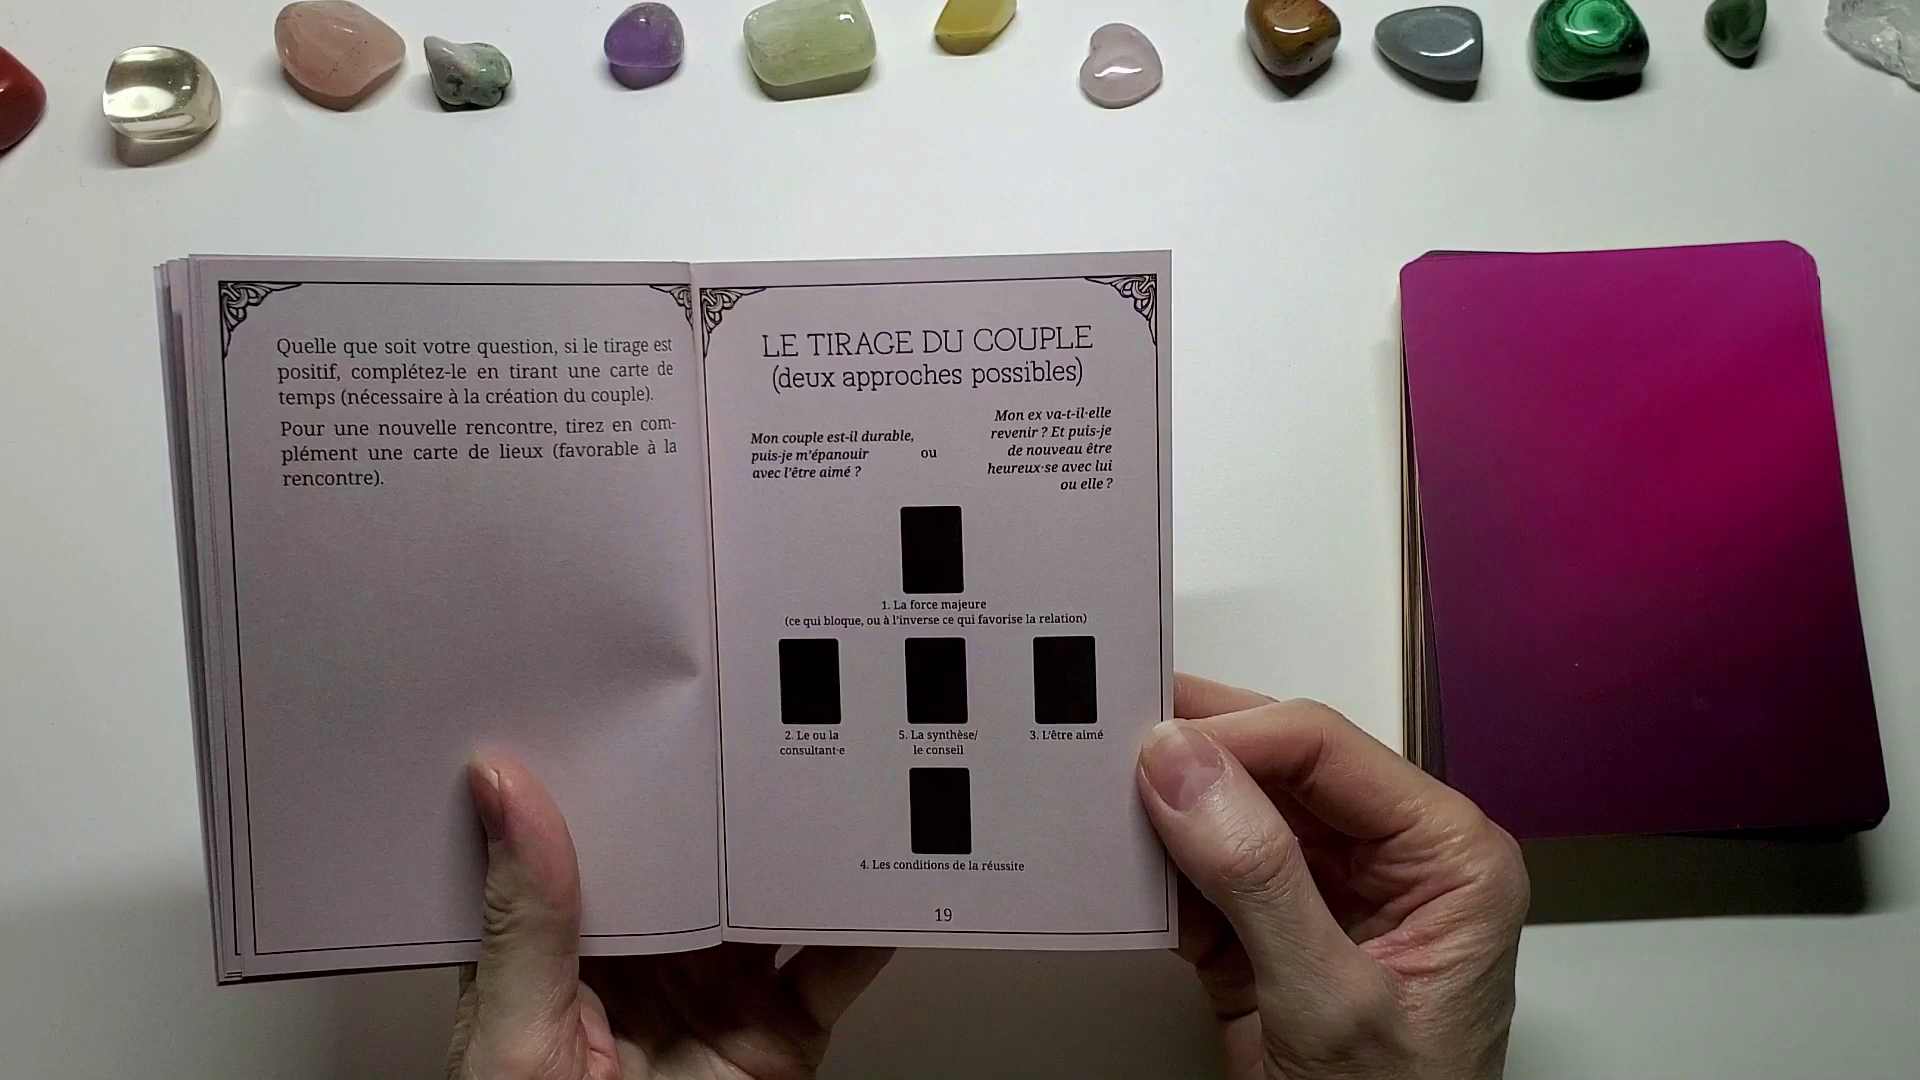 Quelle que soit votre question, si le tirage est
positif, complétez-le en tirant une carte de
temps (nécessaire à la création du couple).
Pour une nouvelle rencontre, tirez en com-
plément une carte de lieux (favorable à la
rencontre).
LE TIRAGE DU COUPLE
(deux approches possibles)
Mon couple est-il durable,
puis-je m'épanouir
avec l'être aimé ?
ou
Mon ex va-t-il·elle
revenir ? Et puis-je
de nouveau être
heureux·se avec lui
ou elle ?
1. La force majeure
(ce qui bloque, ou à l'inverse ce qui favorise la relation)
2. Le ou la
consultant·e
5. La synthèse/
le conseil
3. L'être aimé
4. Les conditions de la réussite
19